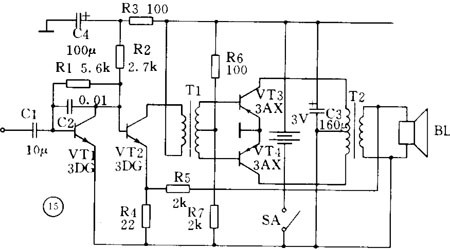 R3 100
C4
100μ
R2
2.7k
R1 5.6k
R6
100
VT3
3AX
T1
T2
0.01
C1
C2
10μ
3V
C3
160μ
BL
VT1
3DG
VT2
3DG
VT4
3AX
R5
2k
15
R4
22
R7
2k
SA